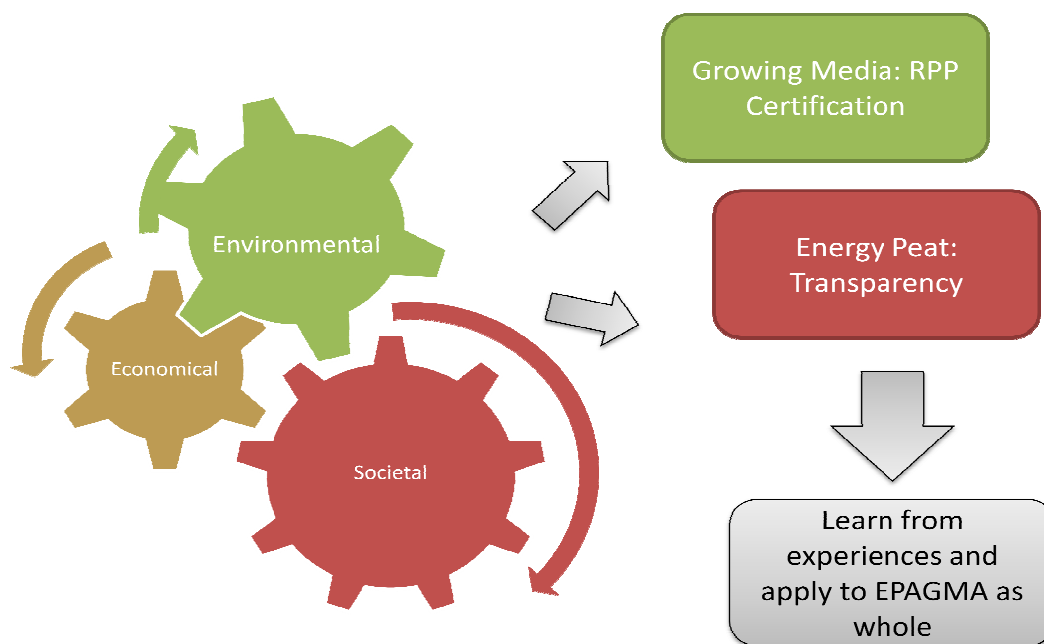 Growing Media: RPP
Certification
Environmental
Energy Peat:
Transparency
Economical
Societal
Learn from
experiences and
apply to EPAGMA as
whole